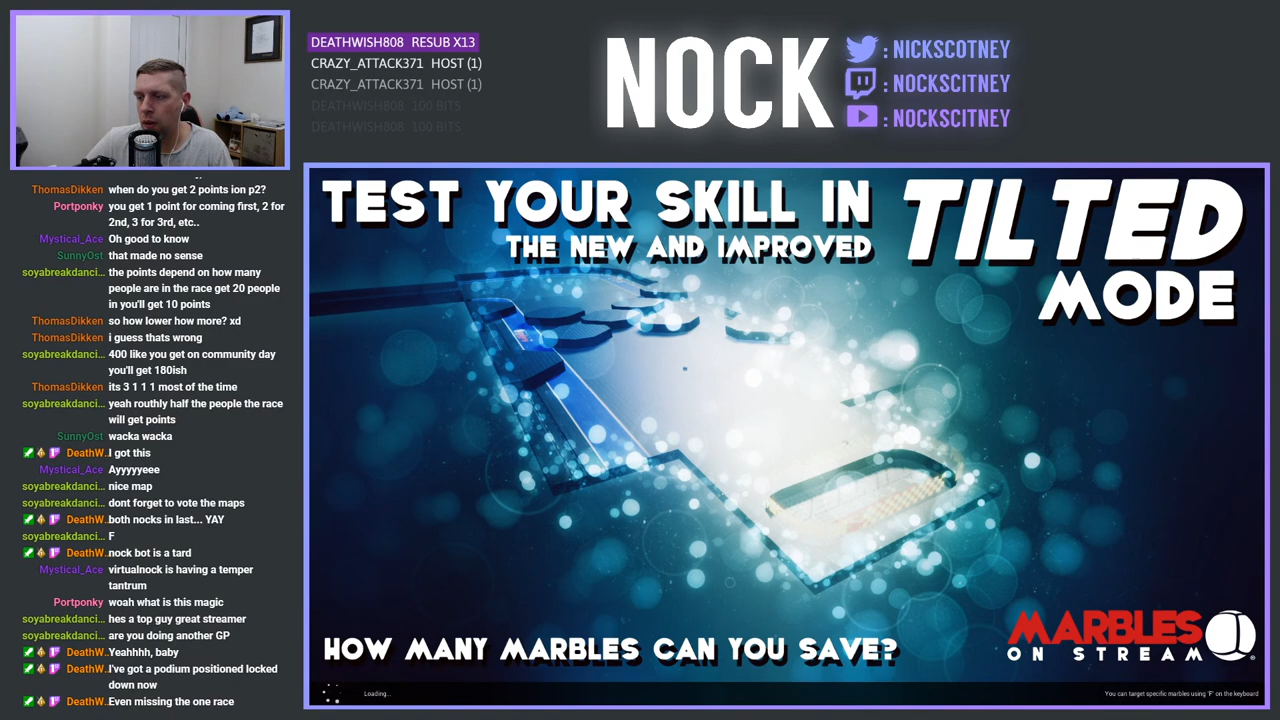 DEATHWISH808 RESUB X13
CRAZY_ATTACK371 HOST (1)
CRAZY_ATTACK371 HOST (1)
DEATHWISH808 100 BITS
DEATHWISH808 100 BITS
NOCK
: NICKSCOTNEY
: NOCKSCITNEY
: NOCKSCITNEY
ThomasDikken when do you get 2 points ion p2?
Portponky you get 1 point for coming first, 2 for
2nd, 3 for 3rd, etc..
Mystical_Ace Oh good to know
SunnyOst that made no sense
soyabreakdanci... the points depend on how many
people are in the race get 20 people
in you'll get 10 points
ThomasDikken so how lower how more? xd
ThomasDikken i guess thats wrong
soyabreakdanci... 400 like you get on community day
you'll get 180ish
ThomasDikken its 3 1 1 1 most of the time
soyabreakdanci... yeah routhly half the people the race
will get points
SunnyOst wacka wacka
DeathW... I got this
Mystical_Ace Ayyyyyeee
soyabreakdanci... nice map
soyabreakdanci... dont forget to vote the maps
DeathW... both nocks in last... YAY
soyabreakdanci... F
DeathW... nock bot is a tard
Mystical_Ace virtualnock is having a temper
tantrum
Portponky woah what is this magic
soyabreakdanci... hes a top guy great streamer
soyabreakdanci... are you doing another GP
DeathW... Yeahhhh, baby
DeathW... I've got a podium positioned locked
down now
DeathW... Even missing the one race
TEST YOUR SKILL IN
THE NEW AND IMPROVED
TILTED
MODE
HOW MANY MARBLES CAN YOU SAVE?
MARBLES
ON STREAM
Loading...
You can target specific marbles using 'F' on the keyboard